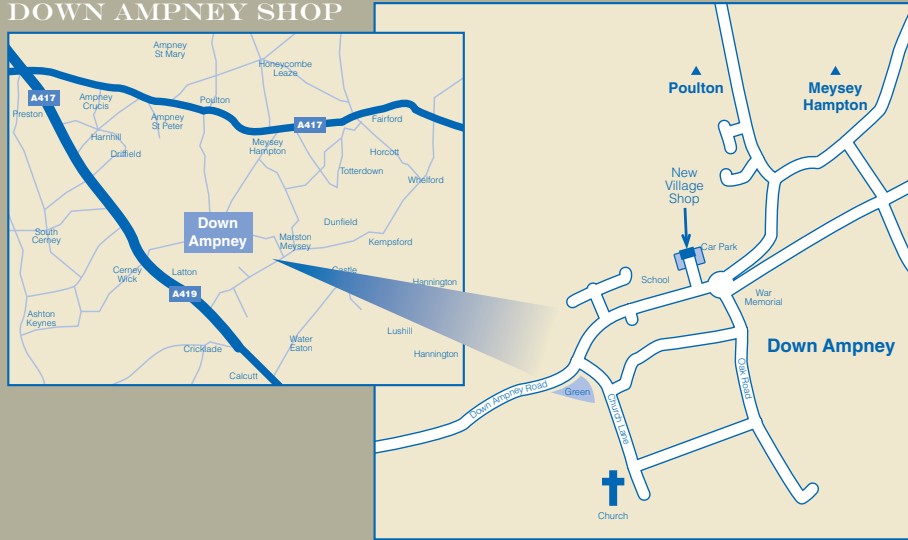 DOWN AMPNEY SHOP
Ampney
St Mary
Honeycombe
Leaze
A417
Preston
Ampney
Crucis
Poulton
Ampney
St Peter
A417
Fairford
Harnhill
Driffield
Meysey
Hampton
Horcott
Totterdown
Whelford
Down
Ampney
Dunfield
South
Cerney
Marston
Meysey
Kempsford
Cerney
Wick
Latton
Castle
Hannington
A419
Ashton
Keynes
Lushill
Cricklade
Water
Eaton
Hannington
Calcutt
Poulton
Meysey
Hampton
New
Village
Shop
Car Park
School
War
Memorial
Down Ampney
Oak Road
Green
Down Ampney Road
Church Lane
Church